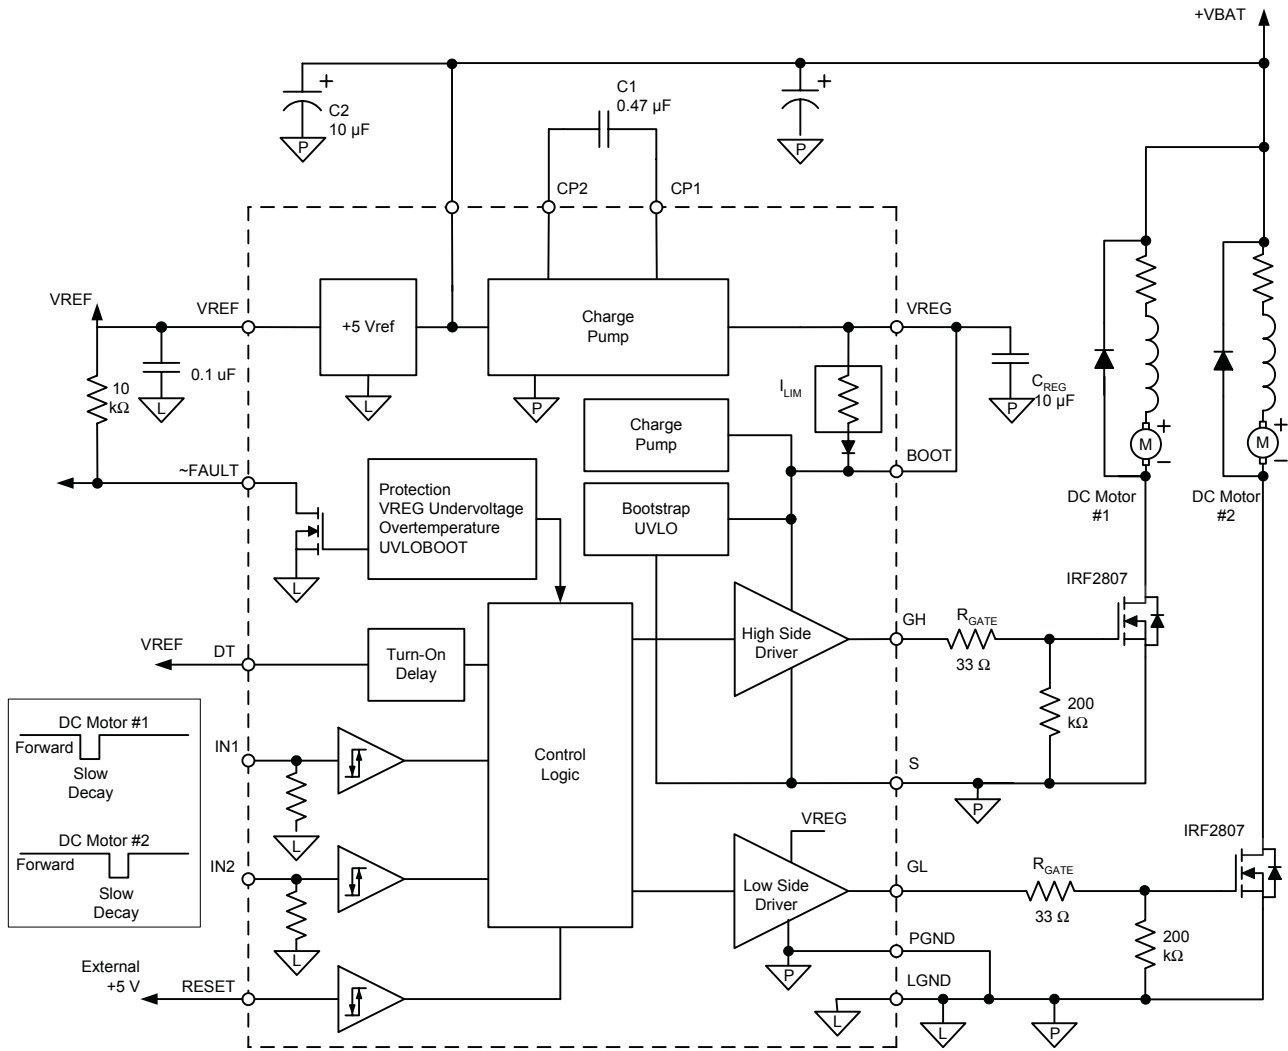 +VBAT
C2
10 µF
P
C1
0.47 µF
P
CP2
CP1
VREF
VREF
+5 Vref
Charge
Pump
VREG
10
kΩ
0.1 uF
L
L
P
I_LIM
C_REG
10 µF
P
Charge
Pump
BOOT
~FAULT
Protection
VREG Undervoltage
Overtemperature
UVLOBOOT
Bootstrap
UVLO
L
M
+
–
M
+
–
DC Motor
#1
DC Motor
#2
IRF2807
VREF
DT
Turn-On
Delay
High Side
Driver
GH
R_GATE
33 Ω
200
kΩ
DC Motor #1
Forward
Slow
Decay
IN1
L
Control
Logic
S
P
DC Motor #2
Forward
Slow
Decay
IN2
L
VREG
Low Side
Driver
GL
R_GATE
33 Ω
IRF2807
200
kΩ
PGND
P
External
+5 V
RESET
LGND
L
L
P